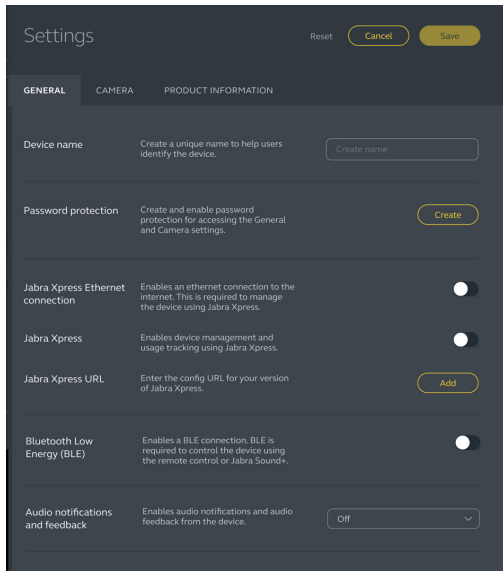 Settings
Reset
Cancel
Save
GENERAL
CAMERA
PRODUCT INFORMATION
Device name
Create a unique name to help users
identify the device.
Create name
Password protection
Create and enable password
protection for accessing the General
and Camera settings.
Create
Jabra Xpress Ethernet
connection
Enables an ethernet connection to the
internet. This is required to manage
the device using Jabra Xpress.
Jabra Xpress
Enables device management and
usage tracking using Jabra Xpress.
Jabra Xpress URL
Enter the config URL for your version
of Jabra Xpress.
Add
Bluetooth Low
Energy (BLE)
Enables a BLE connection. BLE is
required to control the device using
the remote control or Jabra Sound+.
Audio notifications
and feedback
Enables audio notifications and audio
feedback from the device.
Off